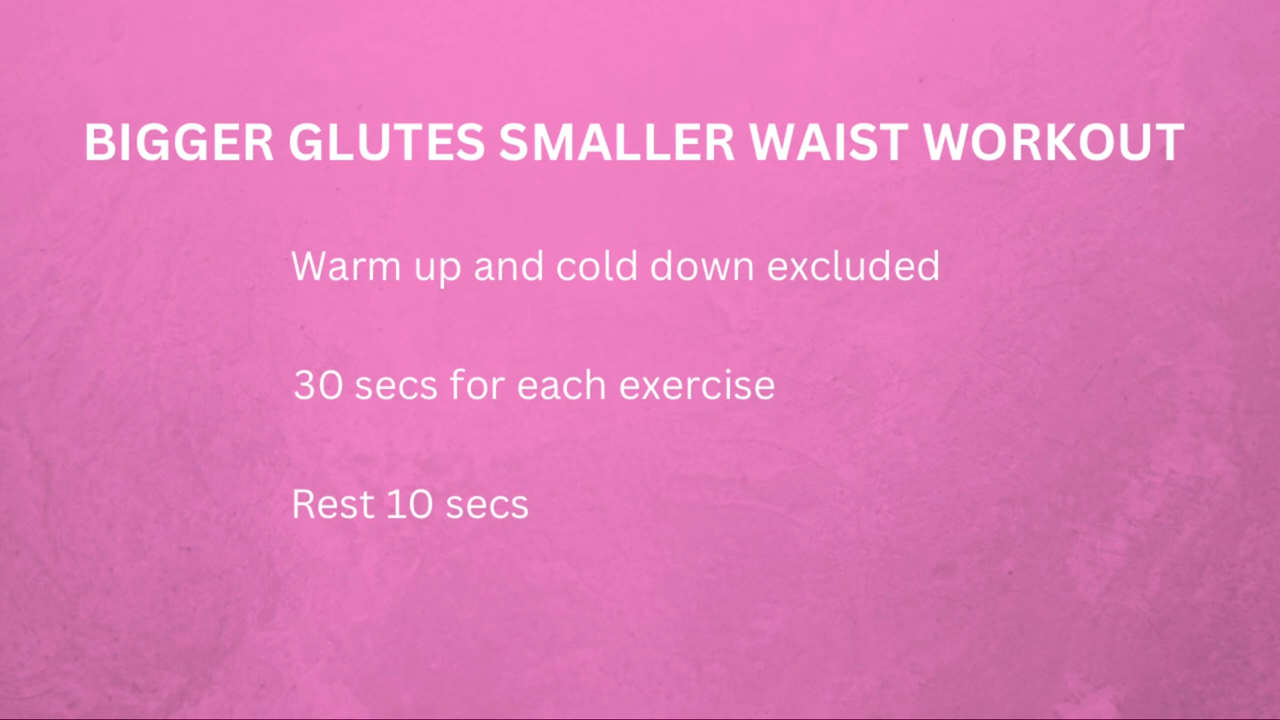 BIGGER GLUTES SMALLER WAIST WORKOUT
Warm up and cold down excluded
30 secs for each exercise
Rest 10 secs